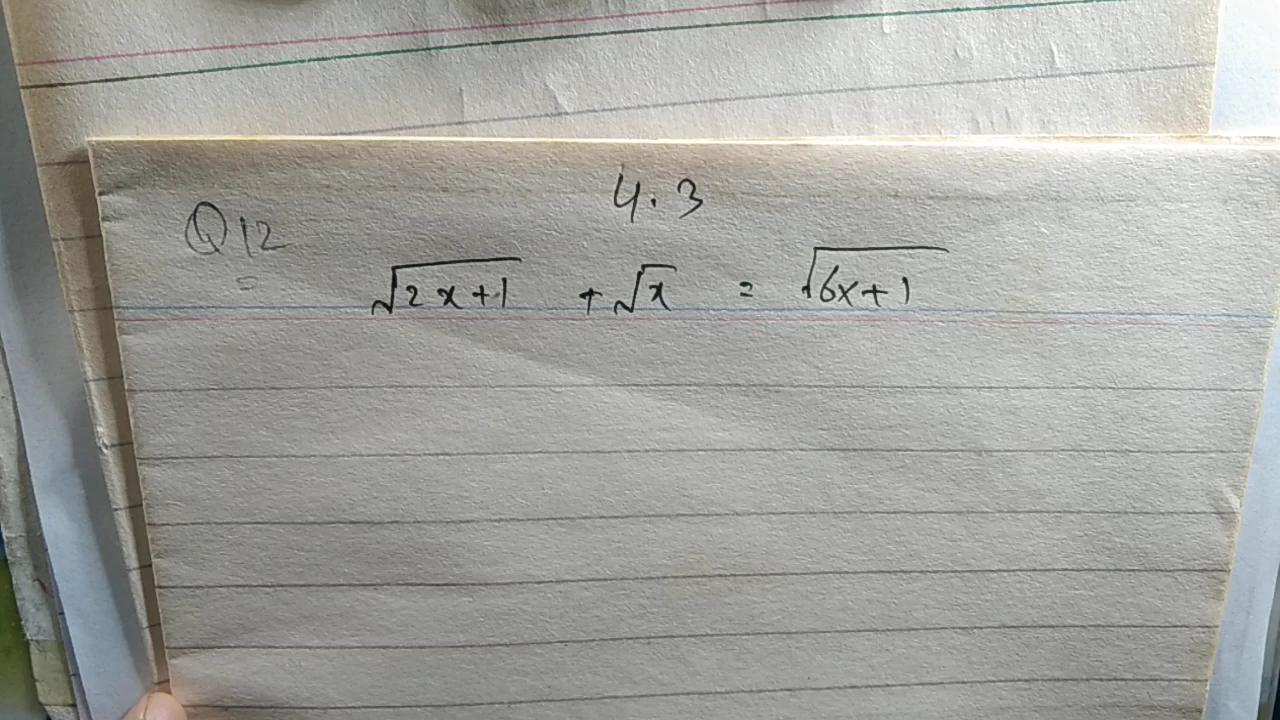 4.3
Q12
√2x+1 + √x = √6x+1